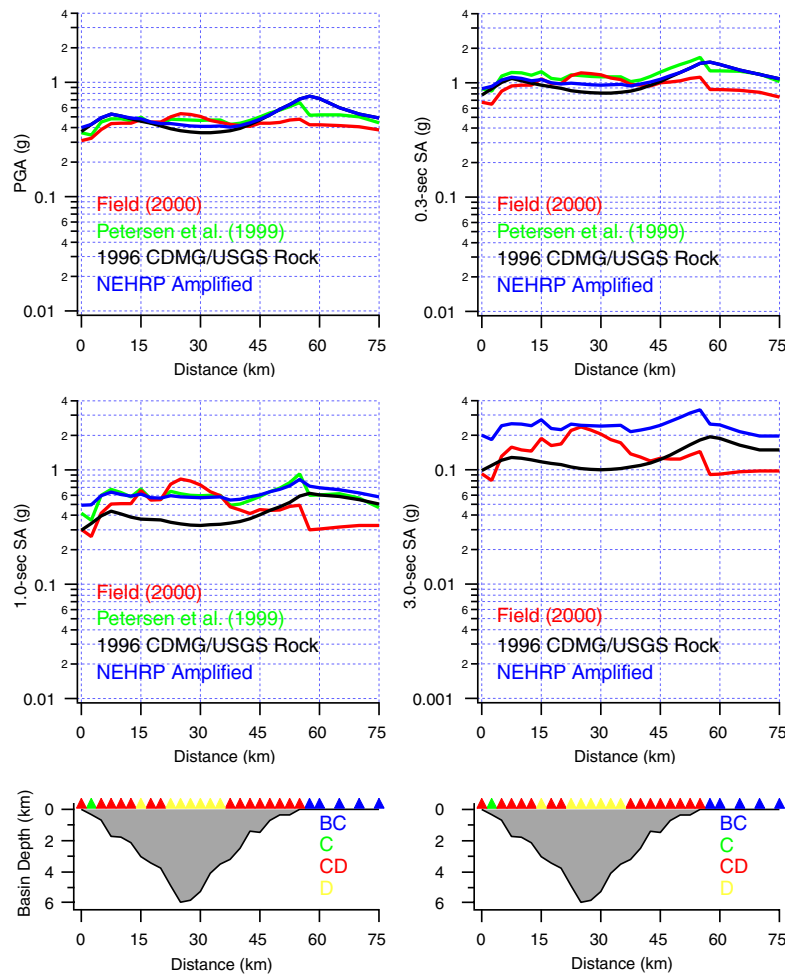 4
2
1
6
4
2
0.1
6
4
2
0.01
PGA (g)
Field (2000)
Petersen et al. (1999)
1996 CDMG/USGS Rock
NEHRP Amplified
0 15 30 45 60 75
Distance (km)
4
2
1
6
4
2
0.1
6
4
2
0.01
0.3-sec SA (g)
Field (2000)
Petersen et al. (1999)
1996 CDMG/USGS Rock
NEHRP Amplified
0 15 30 45 60 75
Distance (km)
4
2
1
6
4
2
0.1
6
4
2
0.01
1.0-sec SA (g)
Field (2000)
Petersen et al. (1999)
1996 CDMG/USGS Rock
NEHRP Amplified
0 15 30 45 60 75
Distance (km)
4
2
0.1
6
4
2
0.01
6
4
2
0.001
3.0-sec SA (g)
Field (2000)
1996 CDMG/USGS Rock
NEHRP Amplified
0 15 30 45 60 75
Distance (km)
0
2
4
6
Basin Depth (km)
BC
C
CD
D
0 15 30 45 60 75
Distance (km)
0
2
4
6
BC
C
CD
D
0 15 30 45 60 75
Distance (km)